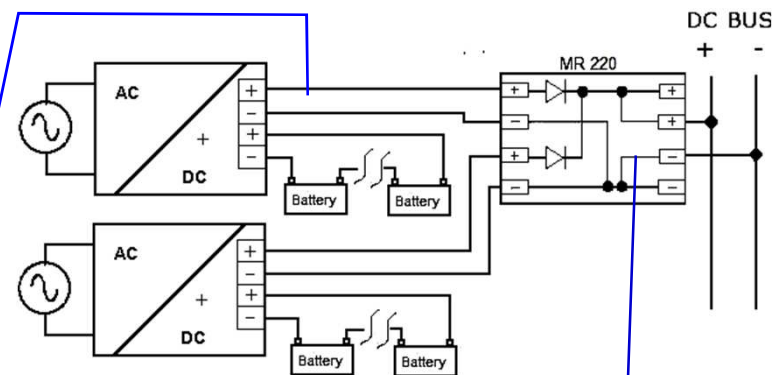 DC BUS
+ -
MR 220
AC
+
DC
+
-
+
-
Battery
Battery
+
-
+
-
+
+
-
-
AC
+
DC
+
-
+
-
Battery
Battery